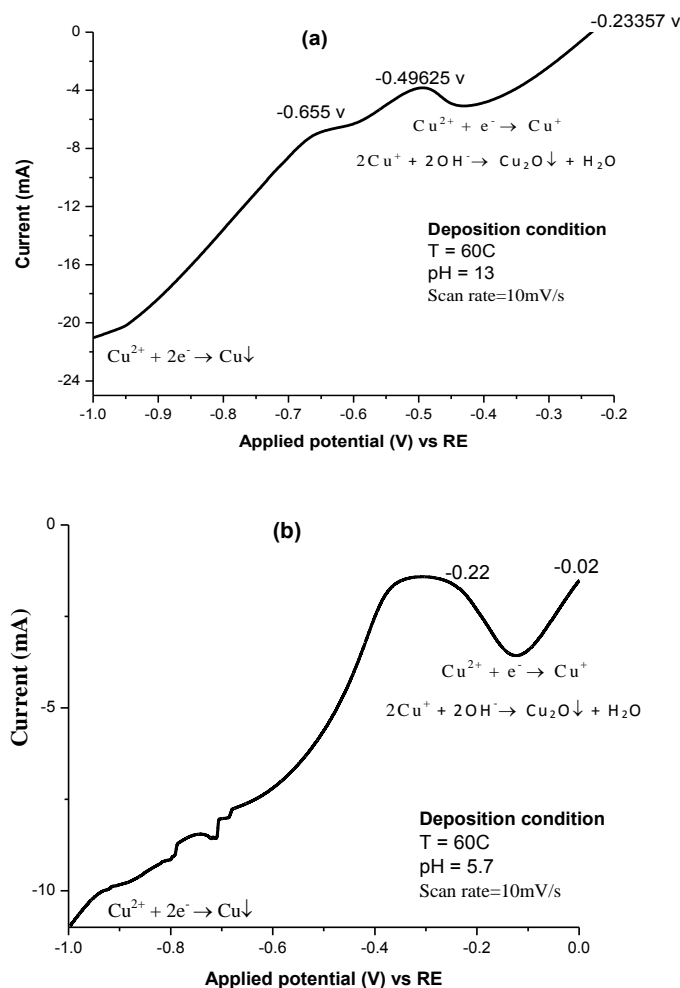 (a)
-0.23357 v
-0.49625 v
-0.655 v
Cu²⁺ + e⁻ → Cu⁺
2Cu⁺ + 2OH⁻ → Cu₂O↓ + H₂O
Deposition condition
T = 60C
pH = 13
Scan rate=10mV/s
Cu²⁺ + 2e⁻ → Cu↓
0
-4
-8
-12
-16
-20
-24
Current (mA)
-1.0 -0.9 -0.8 -0.7 -0.6 -0.5 -0.4 -0.3 -0.2
Applied potential (V) vs RE
(b)
-0.22
-0.02
Cu²⁺ + e⁻ → Cu⁺
2Cu⁺ + 2OH⁻ → Cu₂O↓ + H₂O
Deposition condition
T = 60C
pH = 5.7
Scan rate=10mV/s
Cu²⁺ + 2e⁻ → Cu↓
0
-5
-10
Current (mA)
-1.0 -0.8 -0.6 -0.4 -0.2 0.0
Applied potential (V) vs RE